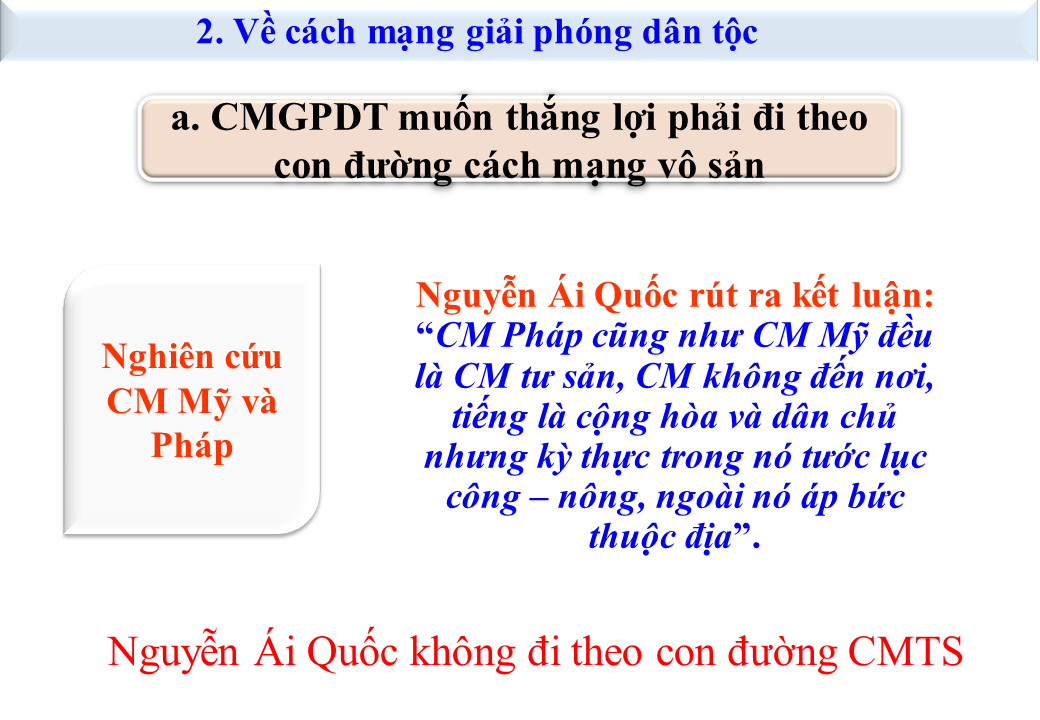 2. Về cách mạng giải phóng dân tộc
a. CMGPDT muốn thắng lợi phải đi theo
con đường cách mạng vô sản
Nghiên cứu
CM Mỹ và
Pháp
Nguyễn Ái Quốc rút ra kết luận:
“CM Pháp cũng như CM Mỹ đều
là CM tư sản, CM không đến nơi,
tiếng là cộng hòa và dân chủ
nhưng kỳ thực trong nó tước lục
công – nông, ngoài nó áp bức
thuộc địa”.
Nguyễn Ái Quốc không đi theo con đường CMTS